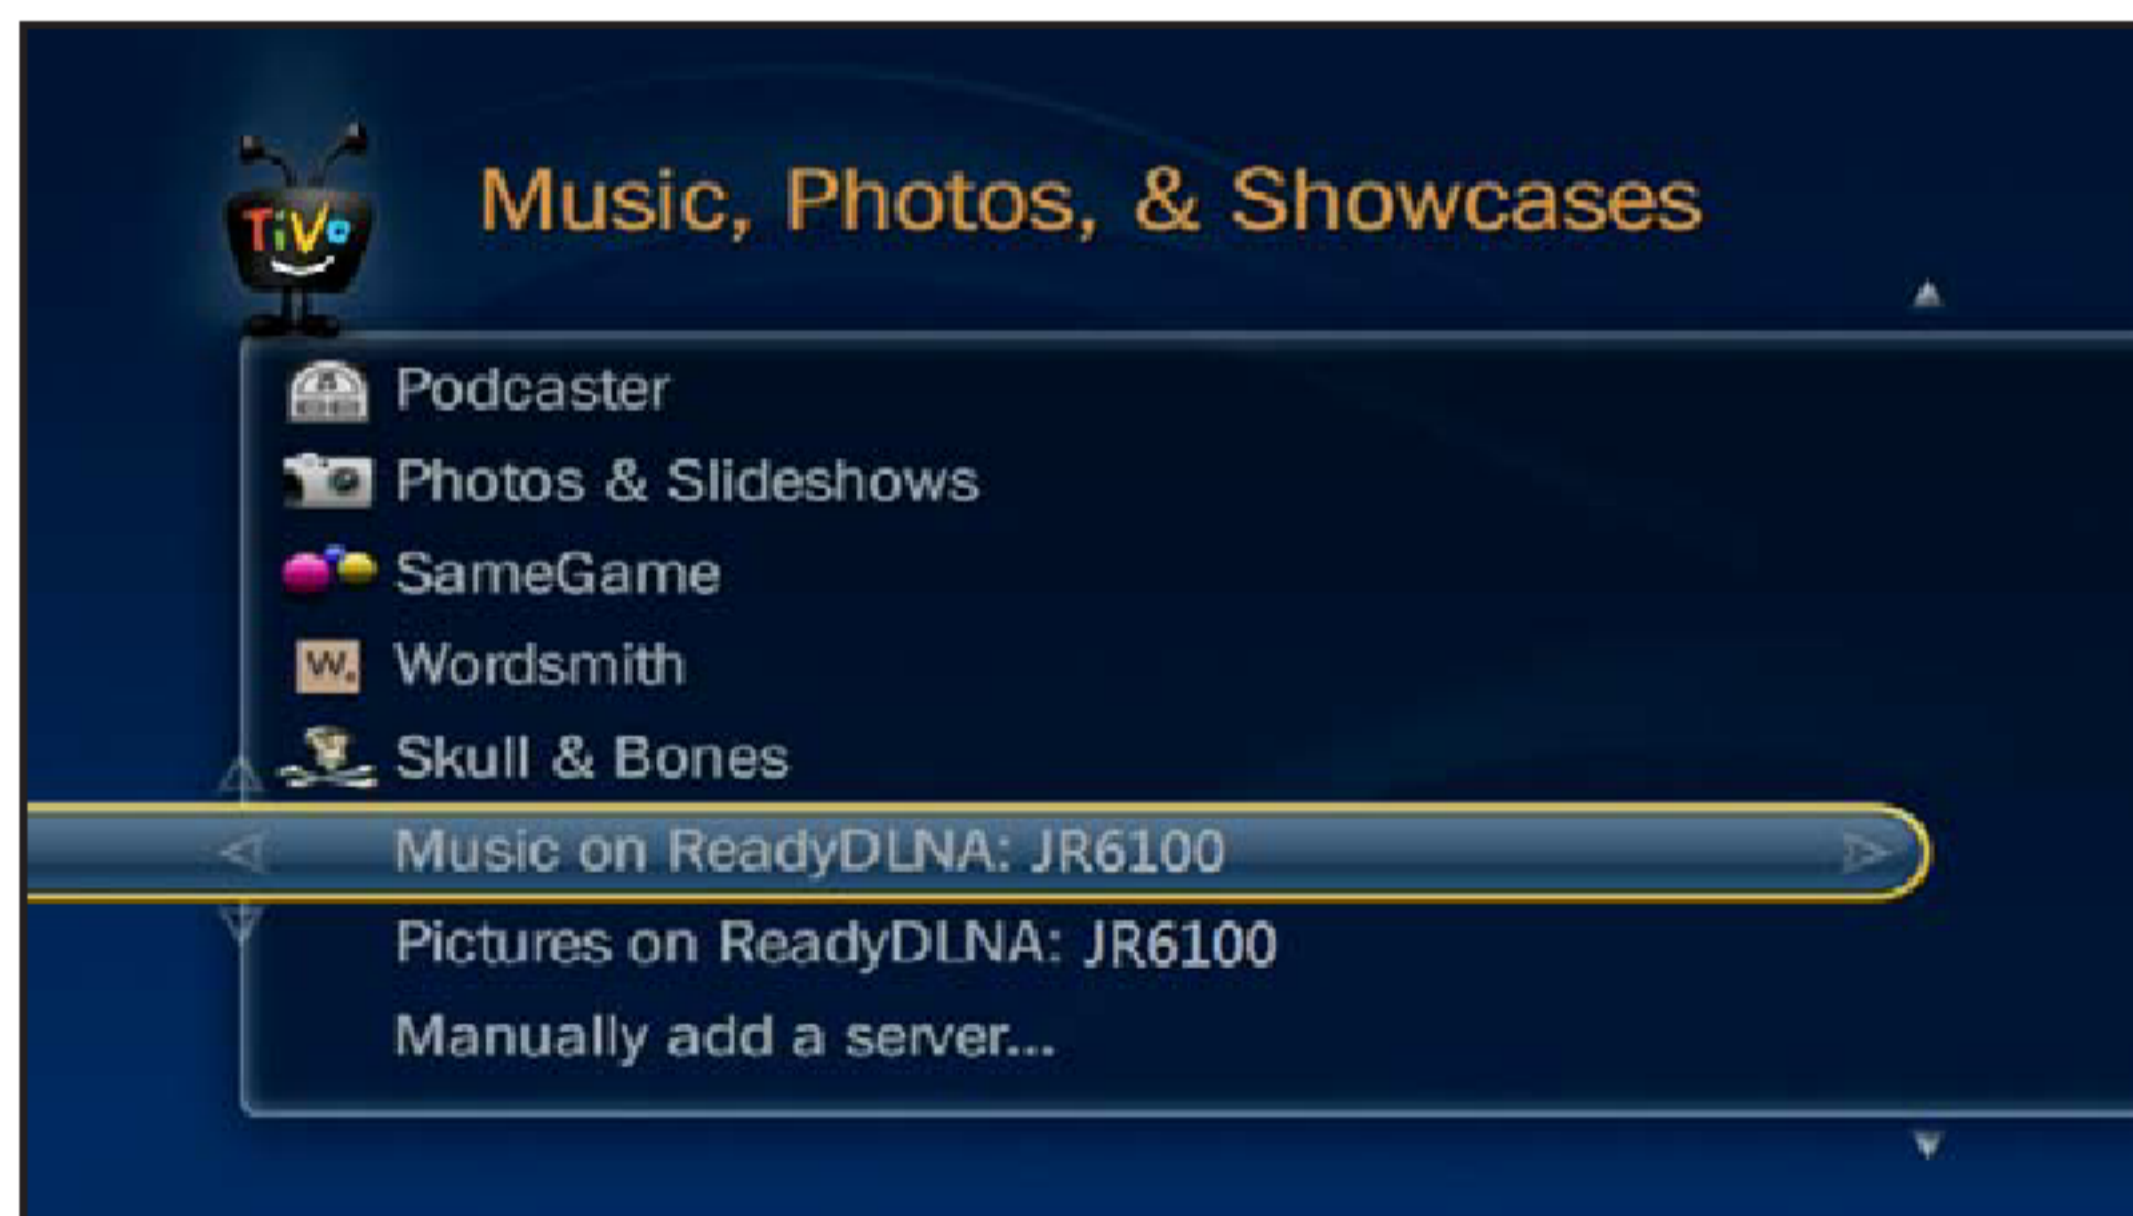 TiVo
Music, Photos, & Showcases
Podcaster
Photos & Slideshows
SameGame
W. Wordsmith
Skull & Bones
Music on ReadyDLNA: JR6100
Pictures on ReadyDLNA: JR6100
Manually add a server...